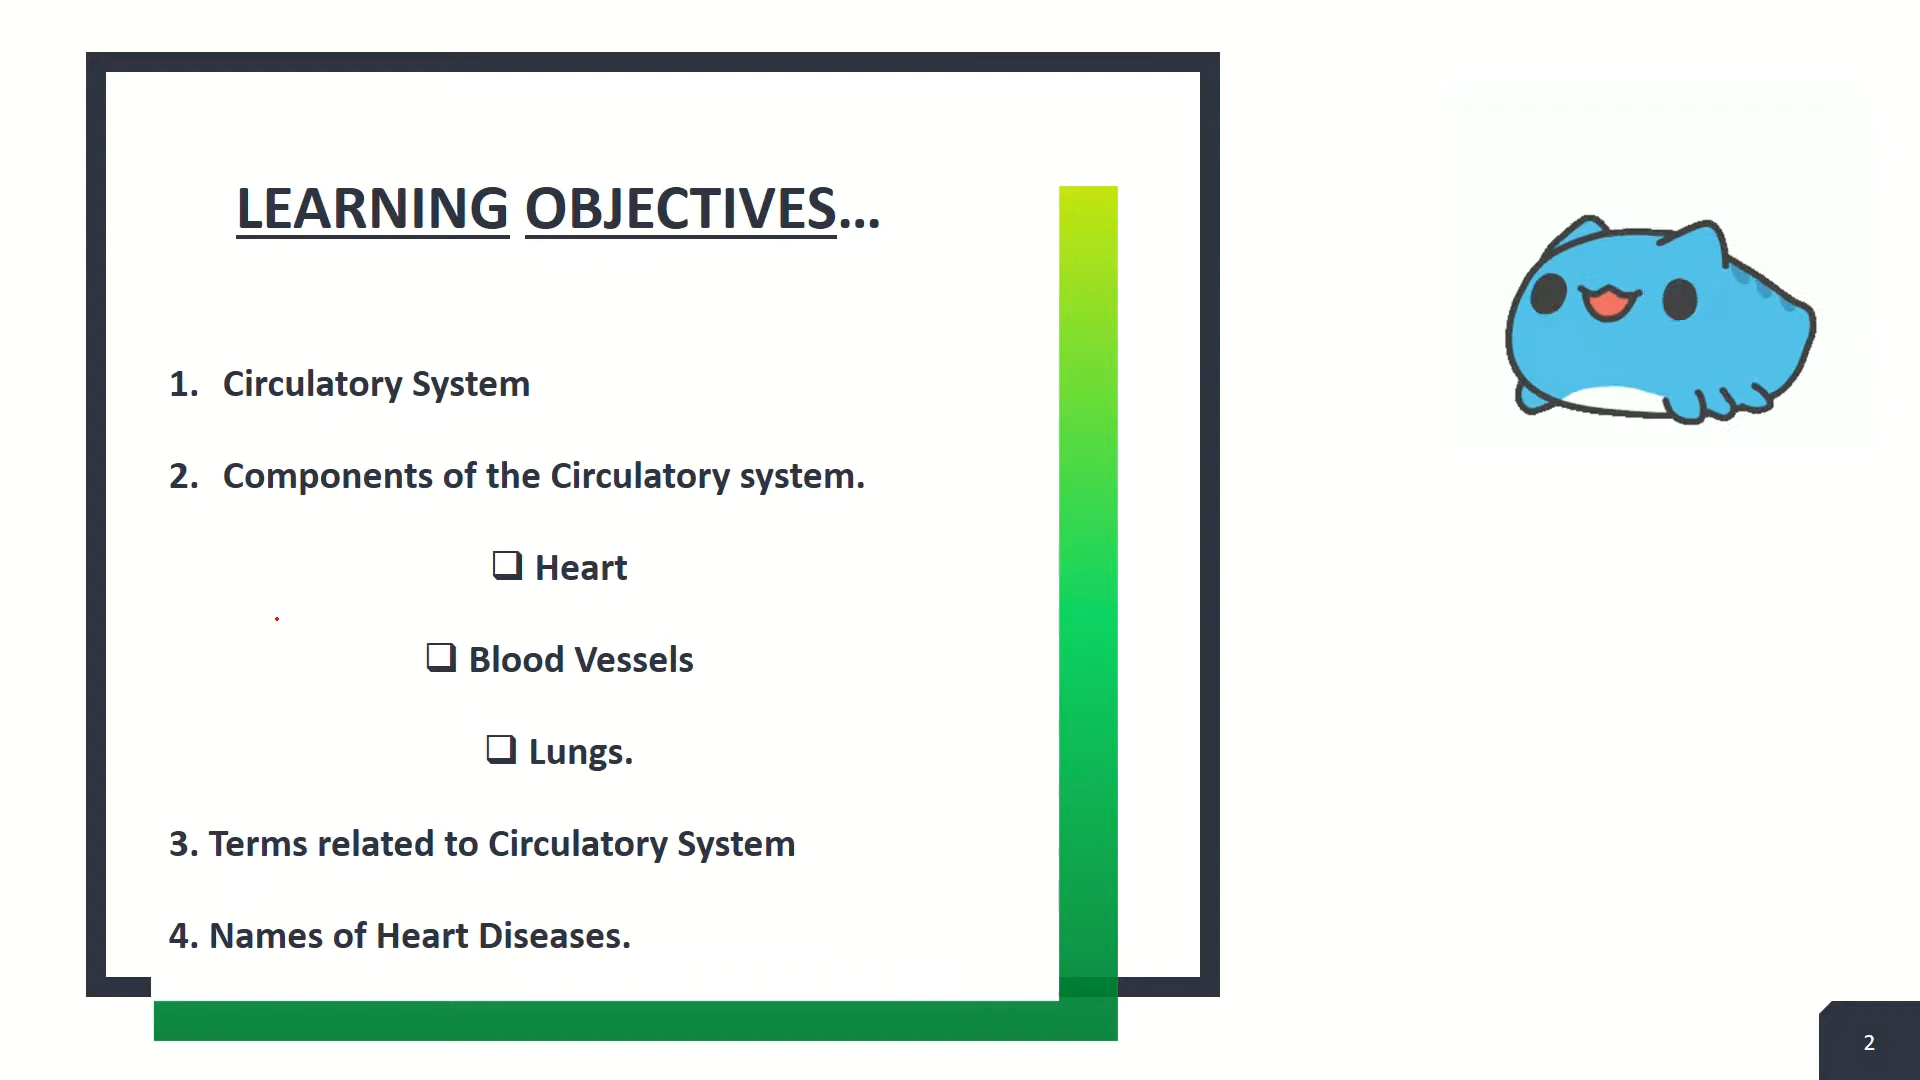 LEARNING OBJECTIVES...
1. Circulatory System
2. Components of the Circulatory system.
❑ Heart
❑ Blood Vessels
❑ Lungs.
3. Terms related to Circulatory System
4. Names of Heart Diseases.
2